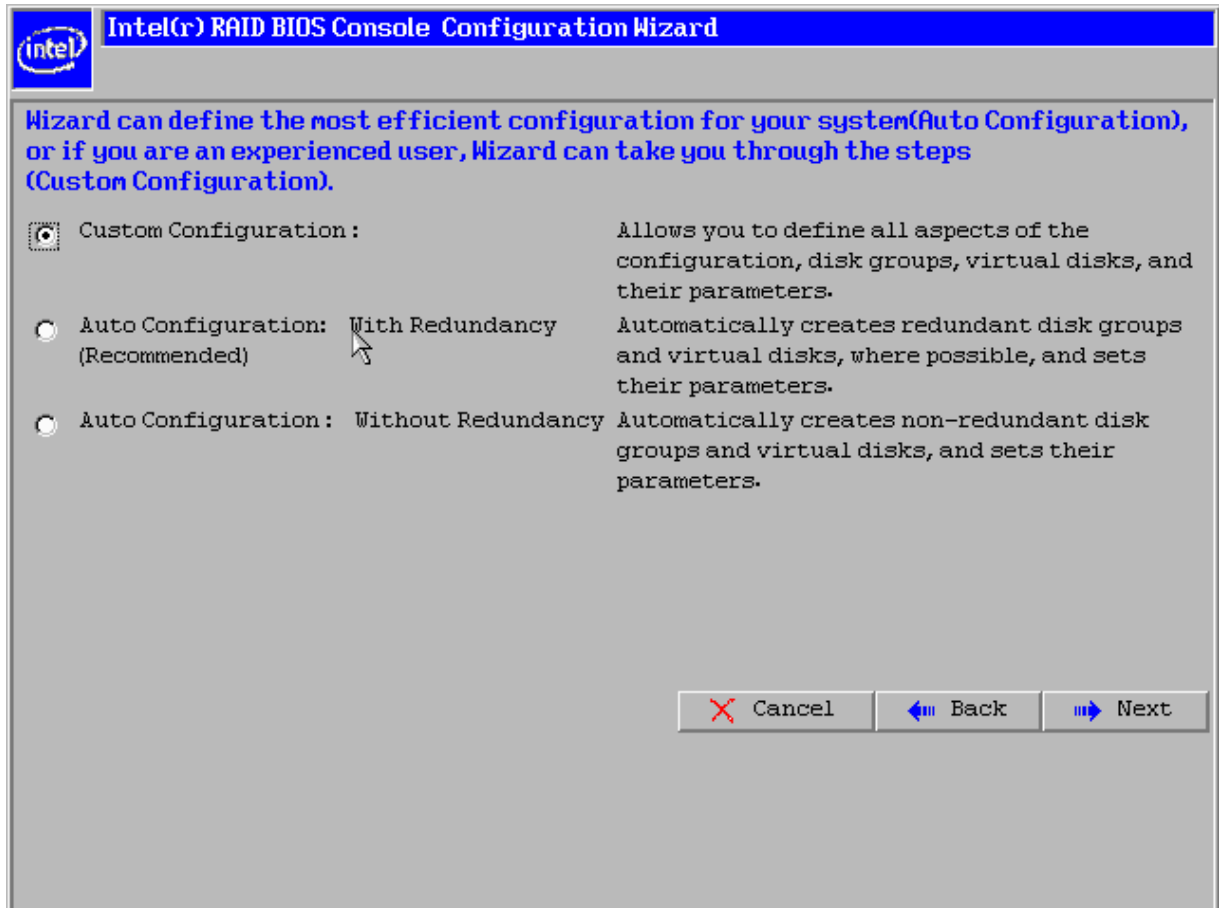 intel
Intel(r) RAID BIOS Console Configuration Wizard
Wizard can define the most efficient configuration for your system(Auto Configuration),
or if you are an experienced user, Wizard can take you through the steps
(Custom Configuration).
Custom Configuration :
Allows you to define all aspects of the
configuration, disk groups, virtual disks, and
their parameters.
Auto Configuration: With Redundancy
(Recommended)
Automatically creates redundant disk groups
and virtual disks, where possible, and sets
their parameters.
Auto Configuration : Without Redundancy
Automatically creates non-redundant disk
groups and virtual disks, and sets their
parameters.
Cancel
Back
Next